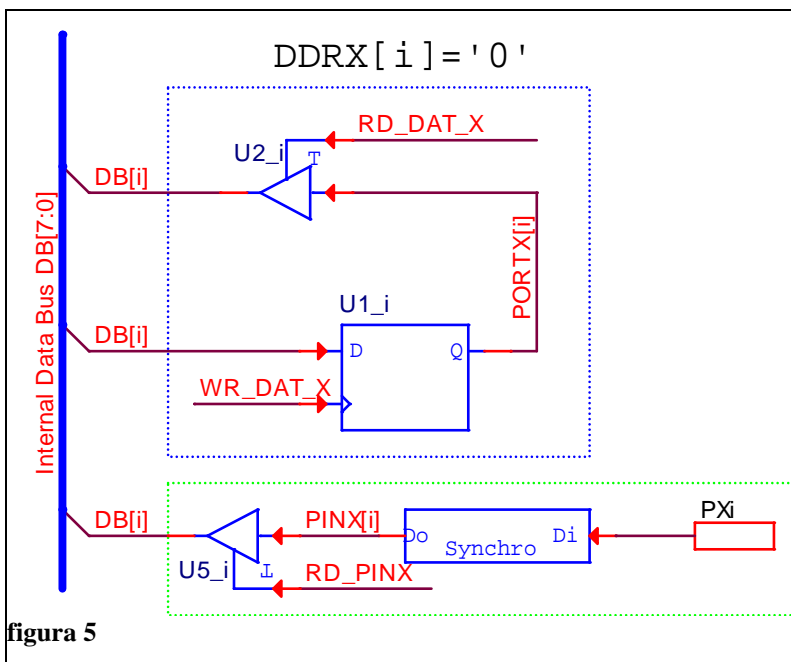 DDRX[i]='0'
RD_DAT_X
U2_i
T
DB[i]
PORTX[i]
Internal Data Bus DB[7:0]
U1_i
DB[i]
D
Q
WR_DAT_X
DB[i]
PINX[i]
Do
Synchro
Di
PXi
U5_i
T
RD_PINX
figura 5